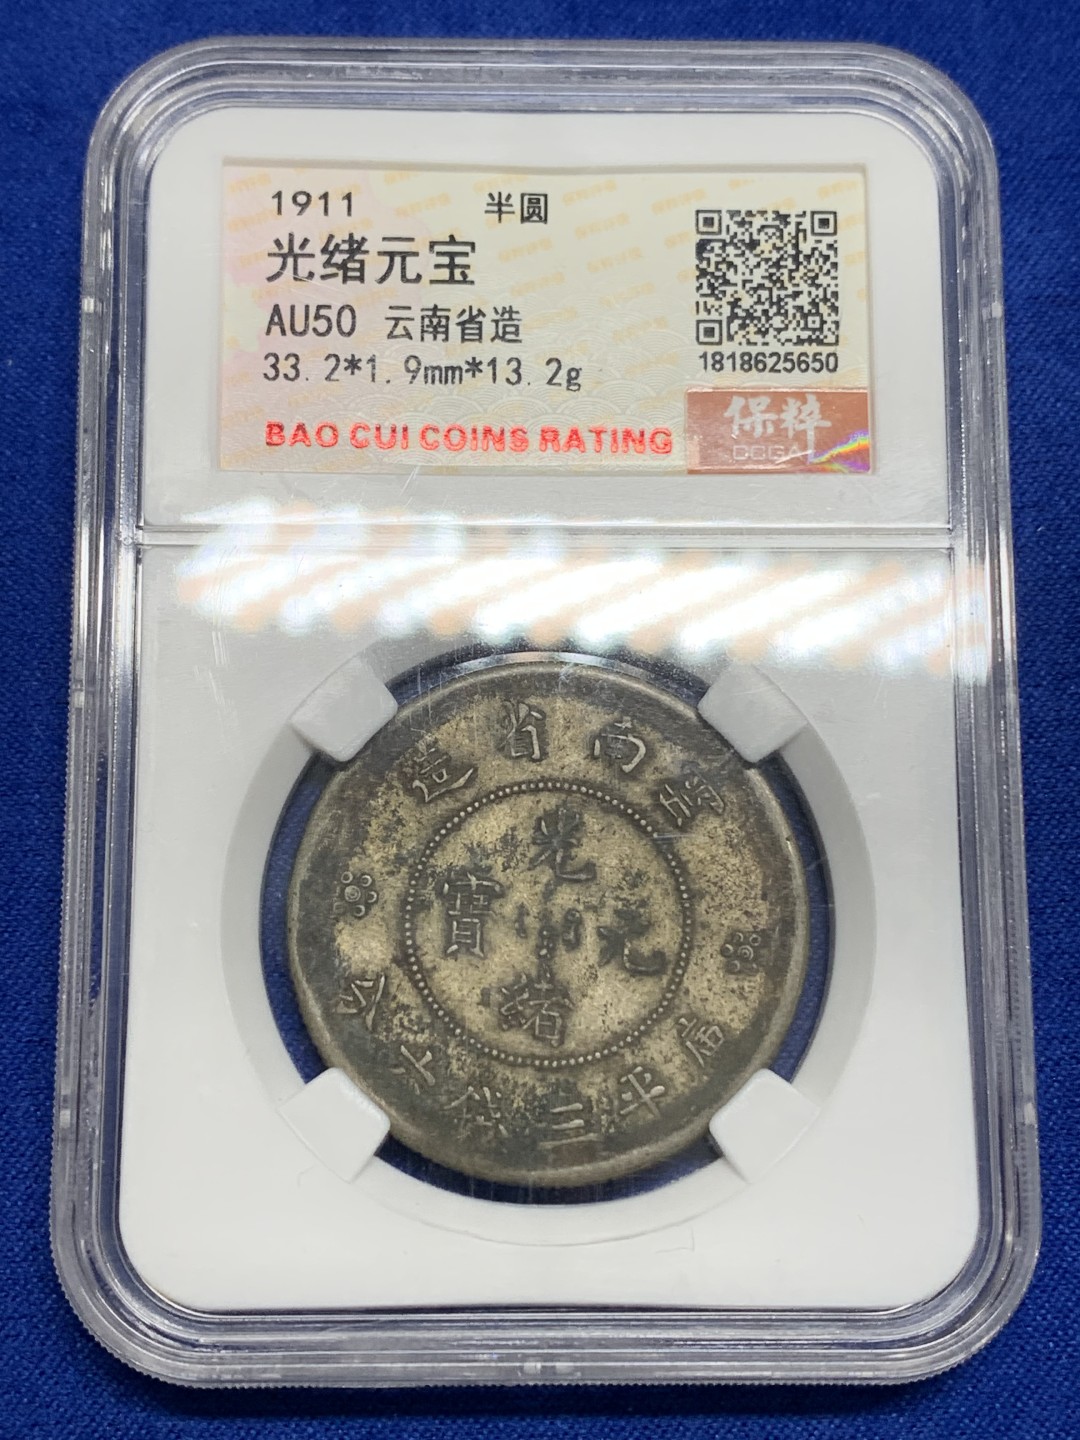 1911 半圆
光绪元宝
AU50 云南省造
33.2*1.9mm*13.2g
BAO CUI COINS RATING
1818625650
保粹
雲南省造
光緒元寶
庫平三錢六分